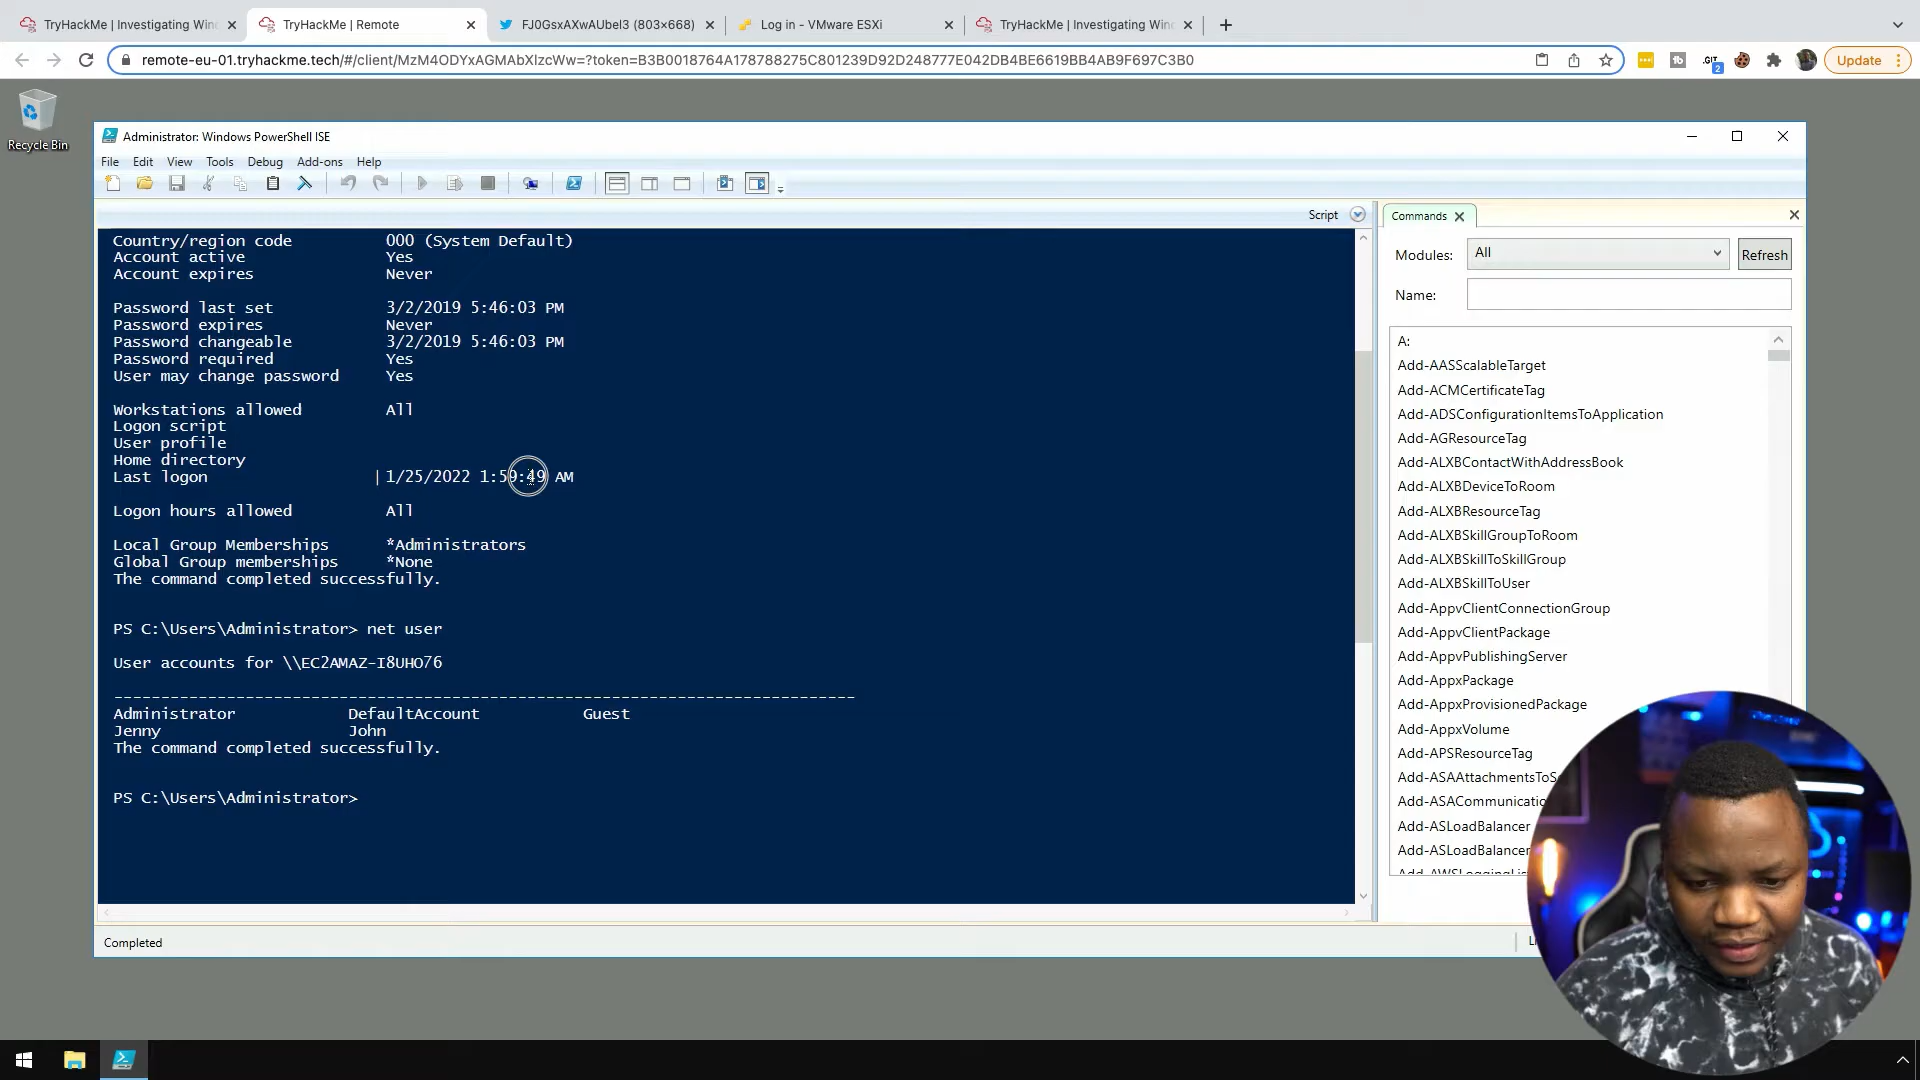 TryHackMe | Investigating Win
TryHackMe | Remote
FJ0GsxAXwAUbel3 (803×668)
Log in - VMware ESXi
TryHackMe | Investigating Win
remote-eu-01.tryhackme.tech/#/client/MzM4ODYxAGMAbXlzcWw=?token=B3B0018764A178788275C801239D92D248777E042DB4BE6619BB4AB9F697C3B0
Update
Recycle Bin
Administrator: Windows PowerShell ISE
File Edit View Tools Debug Add-ons Help
Script
Country/region code 000 (System Default)
Account active Yes
Account expires Never
Password last set 3/2/2019 5:46:03 PM
Password expires Never
Password changeable 3/2/2019 5:46:03 PM
Password required Yes
User may change password Yes
Workstations allowed All
Logon script
User profile
Home directory
Last logon 1/25/2022 1:59:49 AM
Logon hours allowed All
Local Group Memberships *Administrators
Global Group memberships *None
The command completed successfully.
PS C:\Users\Administrator> net user
User accounts for \\EC2AMAZ-I8UHO76
-------------------------------------------------------------------------------
Administrator DefaultAccount Guest
Jenny John
The command completed successfully.
PS C:\Users\Administrator>
Completed
Commands
Modules: All Refresh
Name:
A:
Add-AASScalableTarget
Add-ACMCertificateTag
Add-ADSConfigurationItemsToApplication
Add-AGResourceTag
Add-ALXBContactWithAddressBook
Add-ALXBDeviceToRoom
Add-ALXBResourceTag
Add-ALXBSkillGroupToRoom
Add-ALXBSkillToSkillGroup
Add-ALXBSkillToUser
Add-AppvClientConnectionGroup
Add-AppvClientPackage
Add-AppvPublishingServer
Add-AppxPackage
Add-AppxProvisionedPackage
Add-AppxVolume
Add-APSResourceTag
Add-ASAAttachmentsToS
Add-ASACommunicatio
Add-ASLoadBalancer
Add-ASLoadBalancer